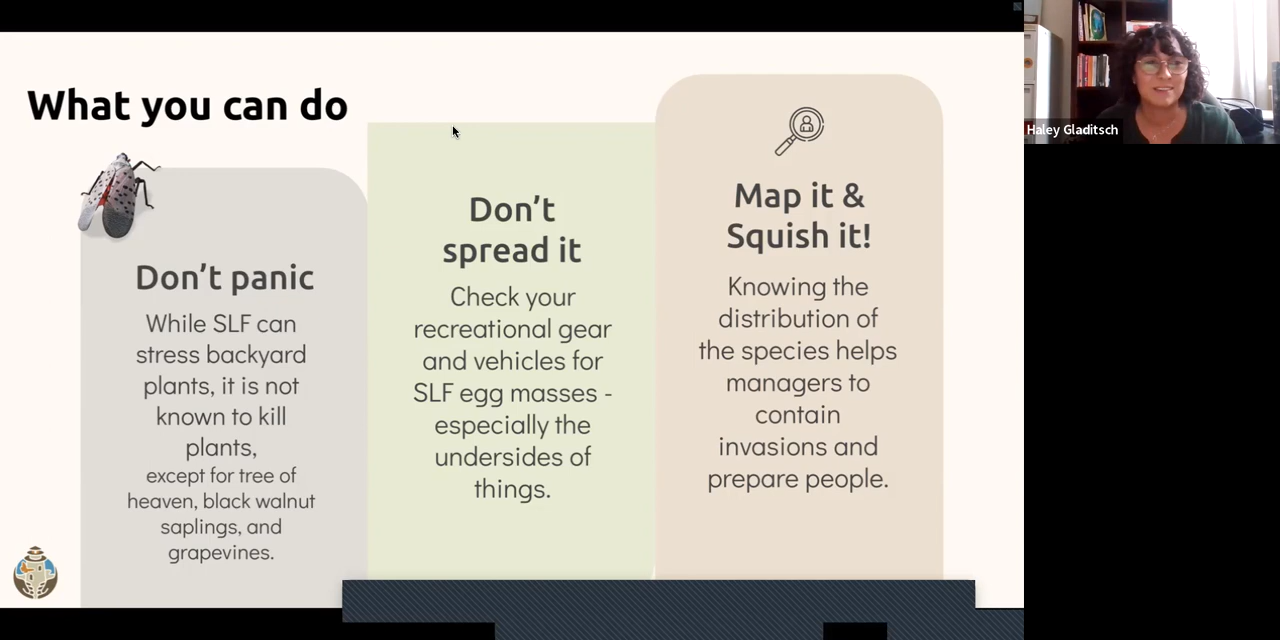 What you can do
Don’t panic
While SLF can
stress backyard
plants, it is not
known to kill
plants,
except for tree of
heaven, black walnut
saplings, and
grapevines.
Don’t
spread it
Check your
recreational gear
and vehicles for
SLF egg masses -
especially the
undersides of
things.
Map it &
Squish it!
Knowing the
distribution of
the species helps
managers to
contain
invasions and
prepare people.
Haley Gladitsch